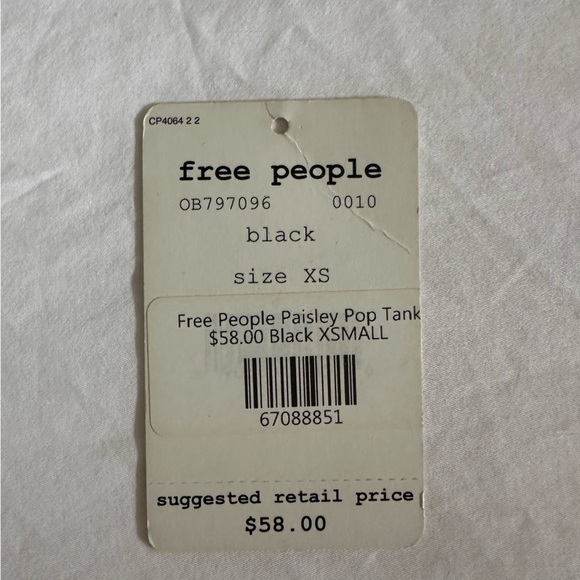 CP4064 2 2
free people
OB797096 0010
black
size XS
Free People Paisley Pop Tank
$58.00 Black XSMALL
67088851
suggested retail price
$58.00